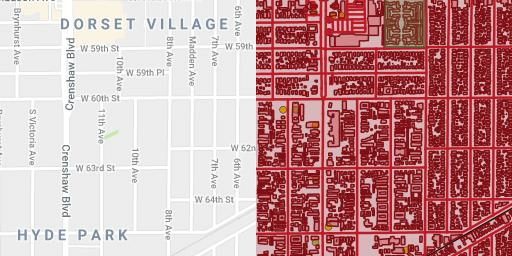 Brynhurst Ave
DORSET VILLAGE
6th Ave
Crenshaw Blvd
W 59th St
10th Ave
8th Ave
Madden Ave
7th Ave
W 59th
W 59th Pl
W 60th St
S Victoria Ave
11th Ave
10th Ave
W 62n
Crenshaw Blvd
W 63rd St
7th Ave
6th Ave
8th Ave
W 64th St
HYDE PARK